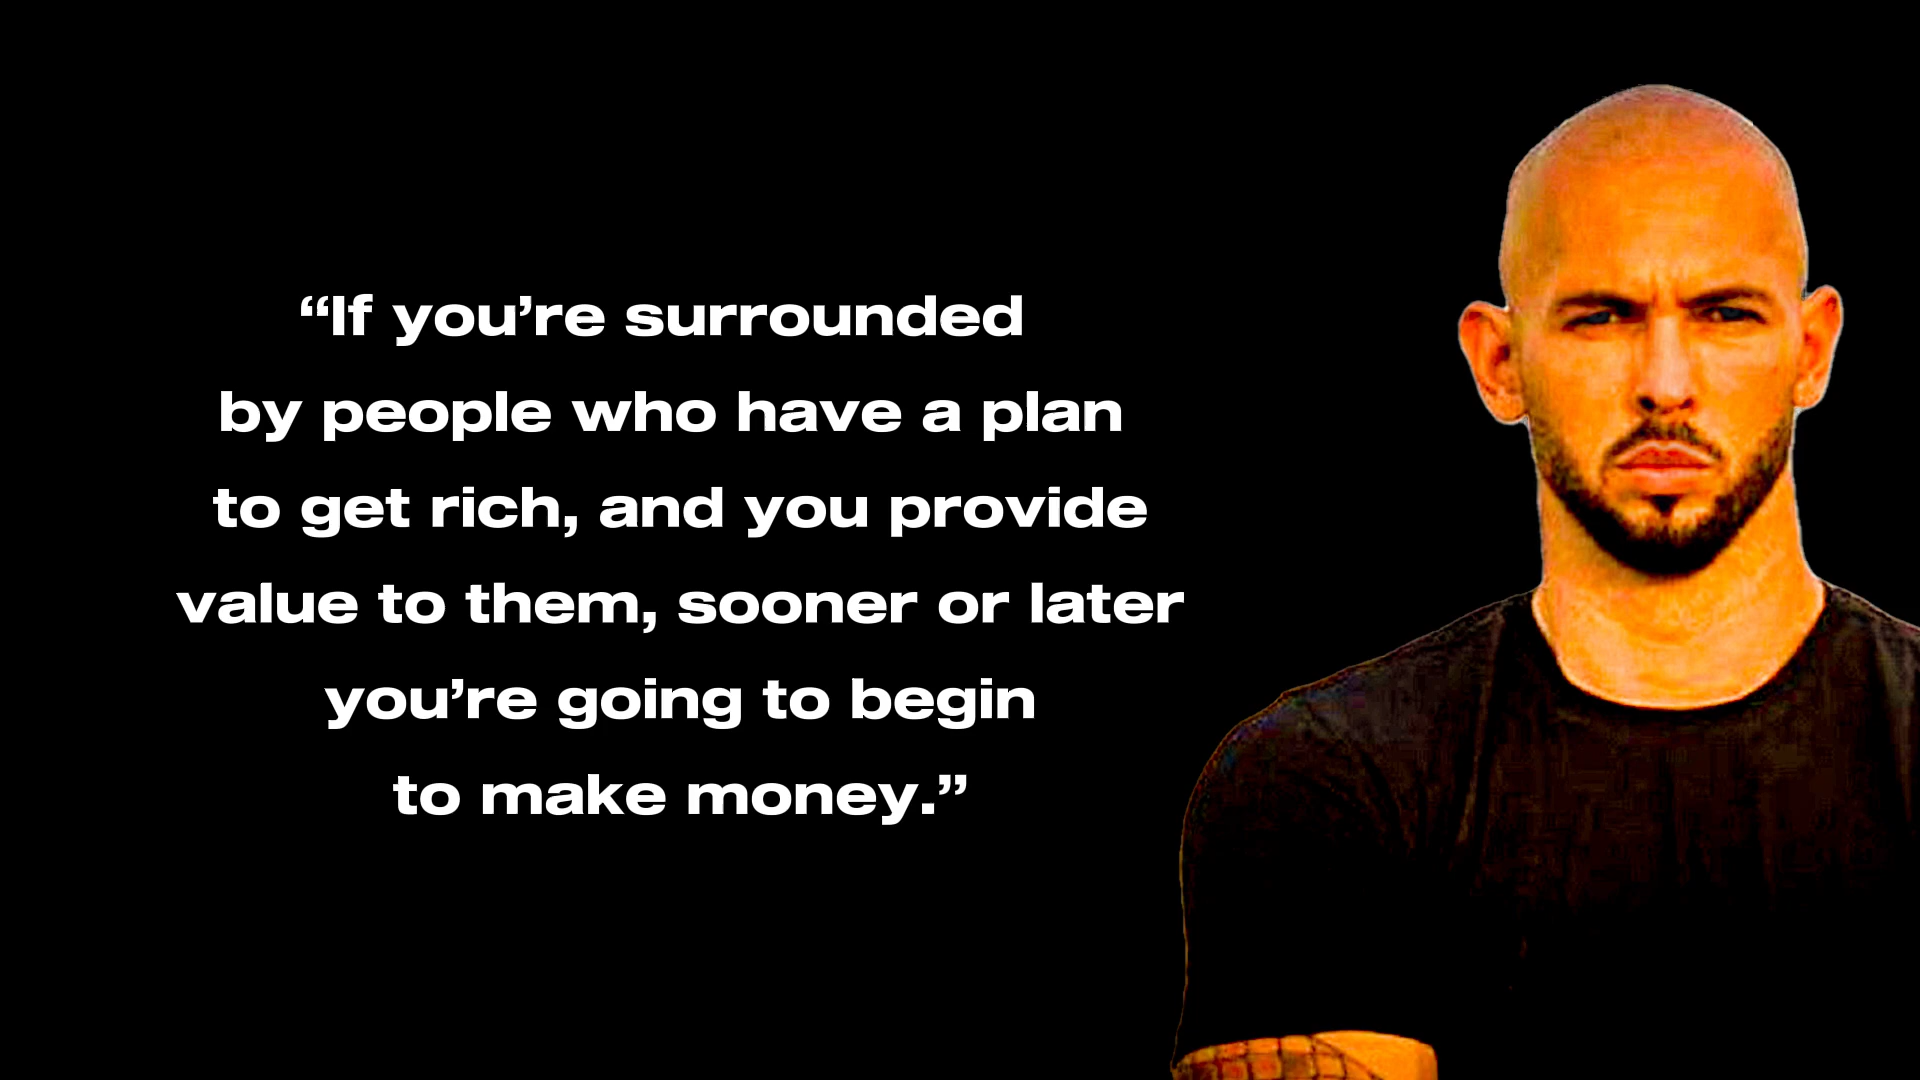 “If you’re surrounded
by people who have a plan
to get rich, and you provide
value to them, sooner or later
you’re going to begin
to make money.”